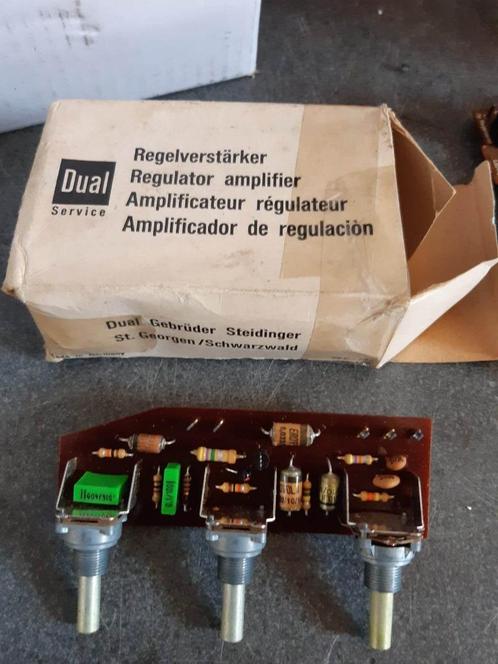 Dual
Service
Regelverstärker
Regulator amplifier
Amplificateur régulateur
Amplificador de regulación
Dual Gebrüder Steidinger
St. Georgen/Schwarzwald